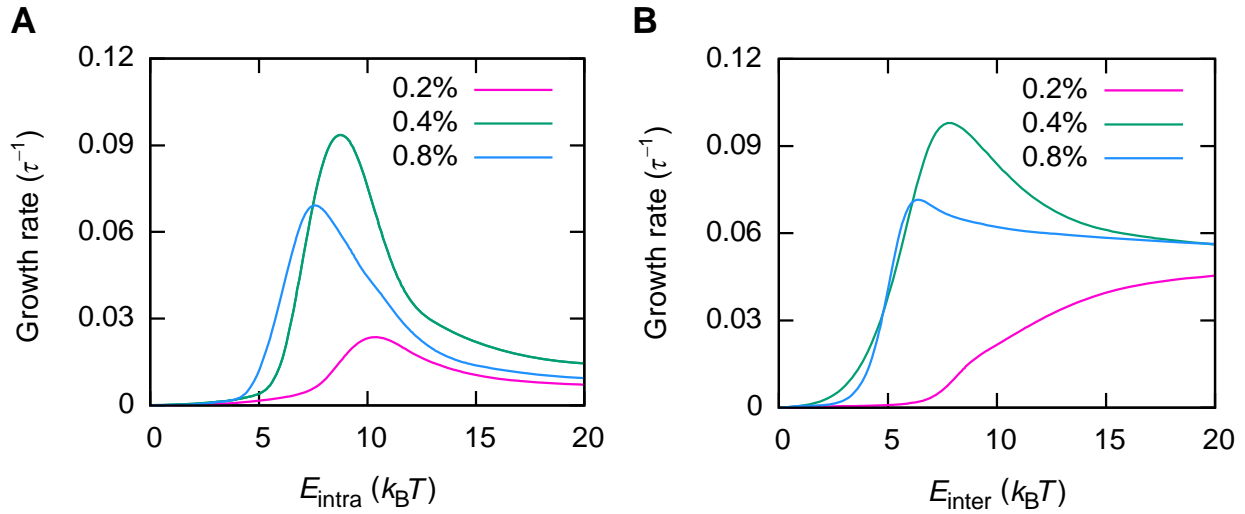 A
Growth rate (τ⁻¹)
0.12
0.09
0.06
0.03
0
0.2%
0.4%
0.8%
0 5 10 15 20
E_intra (k_BT)
B
Growth rate (τ⁻¹)
0.12
0.09
0.06
0.03
0
0.2%
0.4%
0.8%
0 5 10 15 20
E_inter (k_BT)